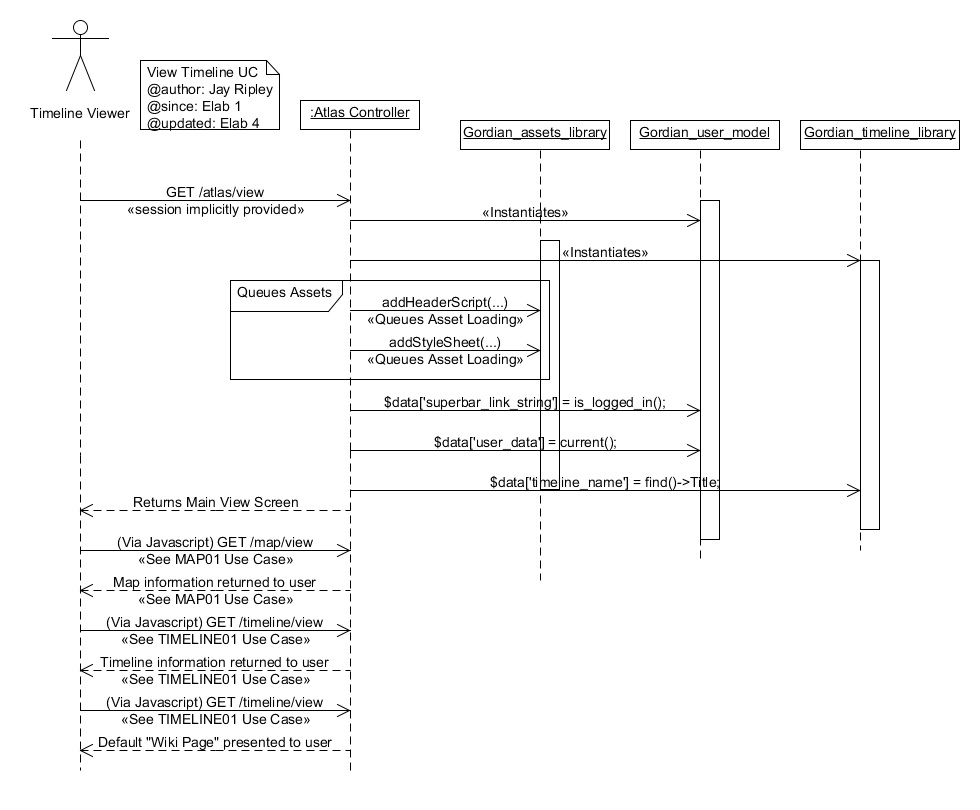 View Timeline UC
@author: Jay Ripley
@since: Elab 1
@updated: Elab 4
Timeline Viewer
:Atlas Controller
Gordian_assets_library
Gordian_user_model
Gordian_timeline_library
GET /atlas/view
«session implicitly provided»
«Instantiates»
«Instantiates»
Queues Assets
addHeaderScript(...)
«Queues Asset Loading»
addStyleSheet(...)
«Queues Asset Loading»
$data['superbar_link_string'] = is_logged_in();
$data['user_data'] = current();
$data['timeline_name'] = find()->Title;
Returns Main View Screen
(Via Javascript) GET /map/view
«See MAP01 Use Case»
Map information returned to user
«See MAP01 Use Case»
(Via Javascript) GET /timeline/view
«See TIMELINE01 Use Case»
Timeline information returned to user
«See TIMELINE01 Use Case»
(Via Javascript) GET /timeline/view
«See TIMELINE01 Use Case»
Default "Wiki Page" presented to user